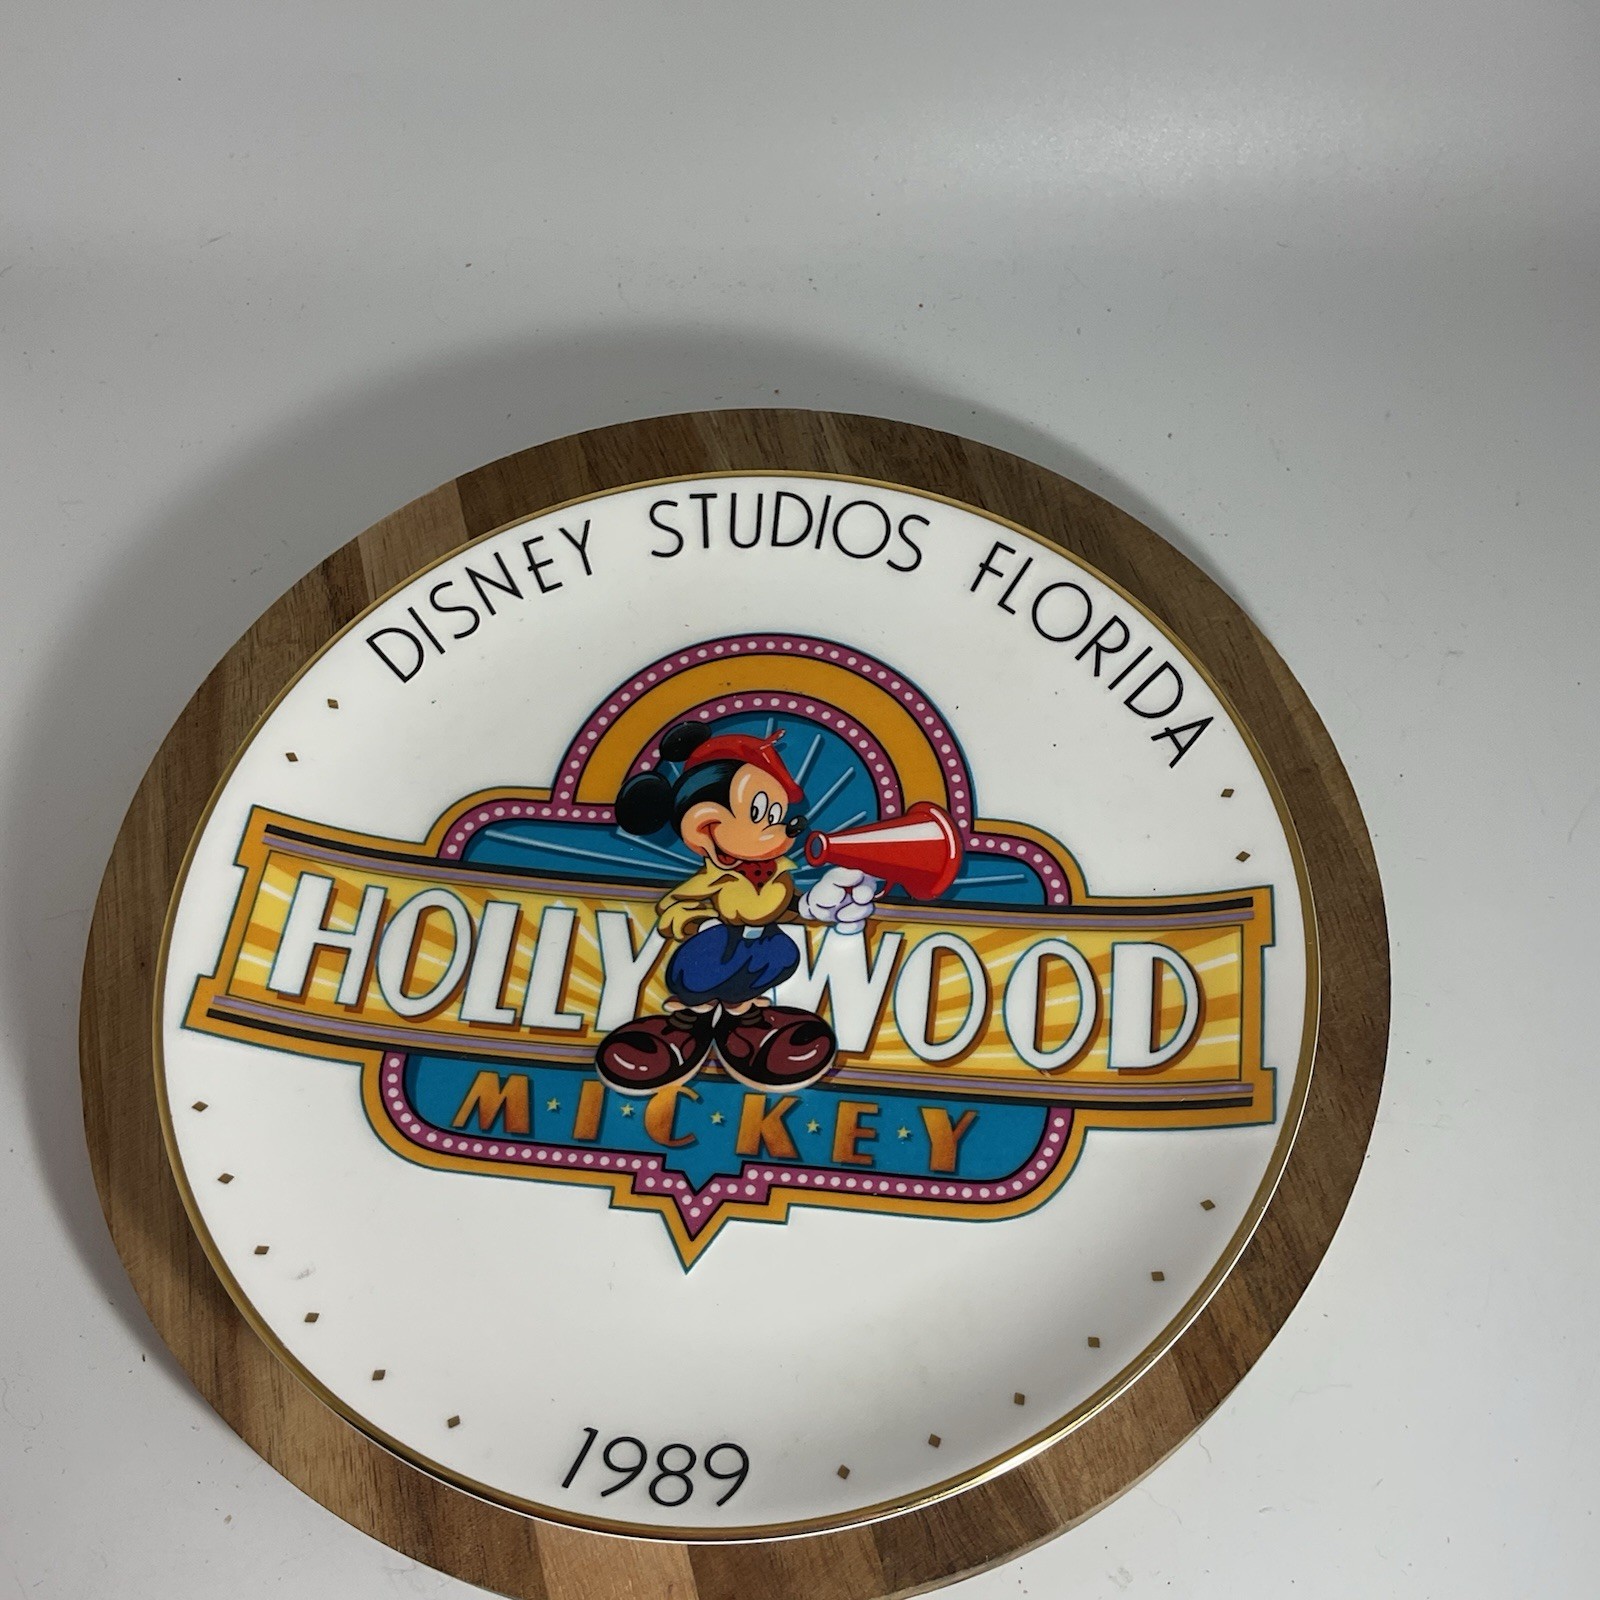 DISNEY STUDIOS FLORIDA
HOLLYWOOD
MICKEY
1989